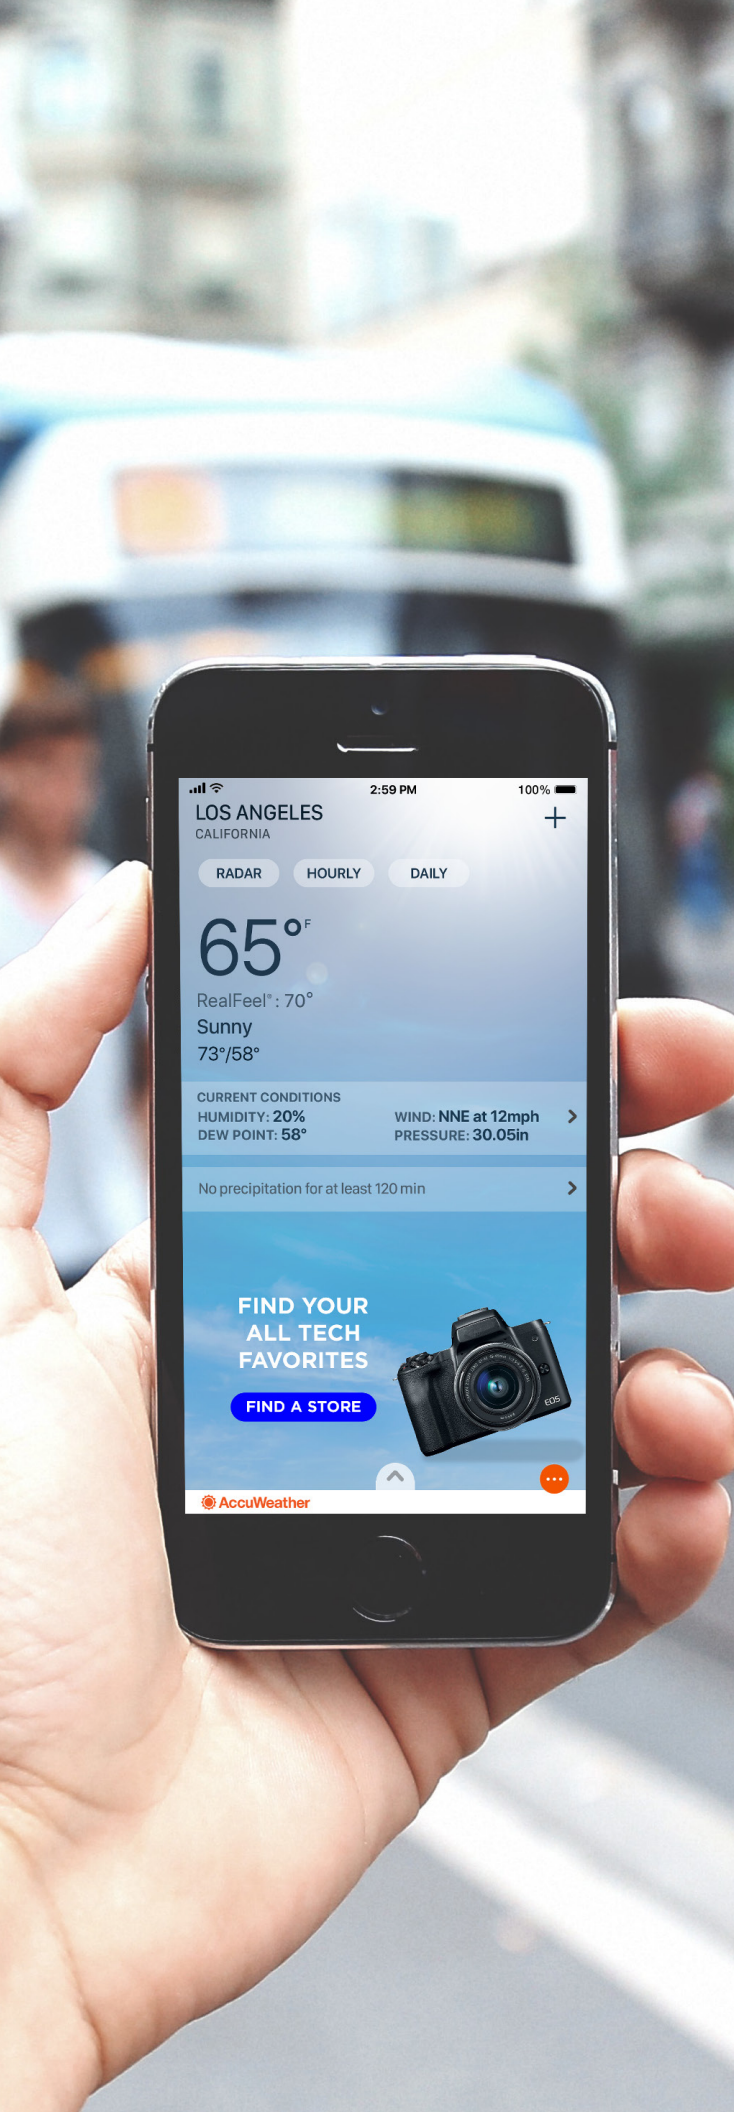 2:59 PM 100%
LOS ANGELES
CALIFORNIA
RADAR HOURLY DAILY
65°F
RealFeel®: 70°
Sunny
73°/58°
CURRENT CONDITIONS
HUMIDITY: 20% WIND: NNE at 12mph
DEW POINT: 58° PRESSURE: 30.05in
No precipitation for at least 120 min
FIND YOUR
ALL TECH
FAVORITES
FIND A STORE
EOS
AccuWeather